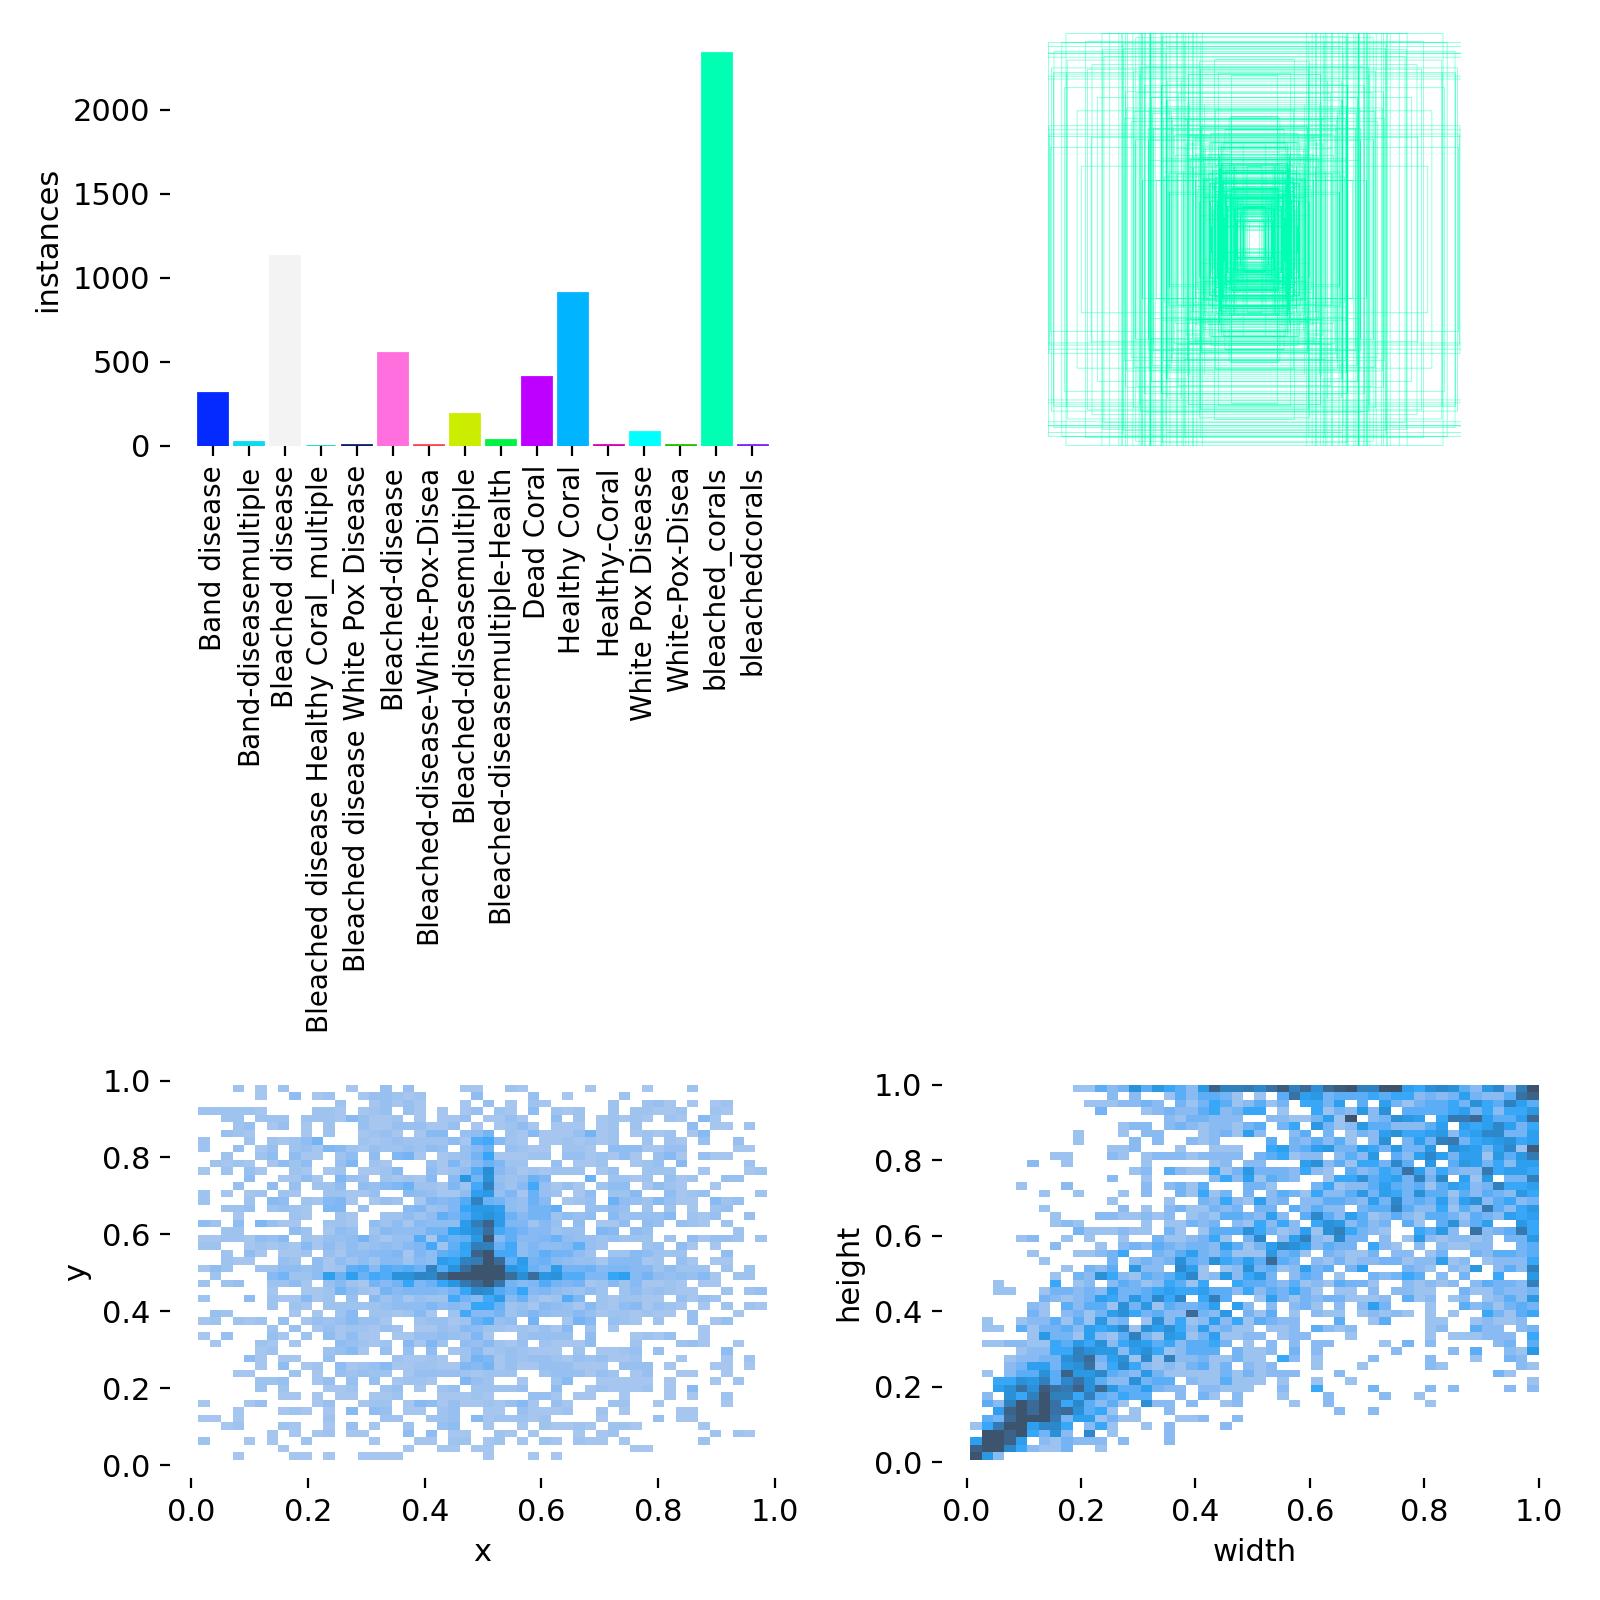 instances
2000
1500
1000
500
0
Band disease
Band-diseasemultiple
Bleached disease
Bleached disease Healthy Coral_multiple
Bleached disease White Pox Disease
Bleached-disease
Bleached-disease-White-Pox-Disea
Bleached-diseasemultiple
Bleached-diseasemultiple-Health
Dead Coral
Healthy Coral
Healthy-Coral
White Pox Disease
White-Pox-Disea
bleached_corals
bleachedcorals
y
1.0
0.8
0.6
0.4
0.2
0.0
0.0 0.2 0.4 0.6 0.8 1.0
x
height
1.0
0.8
0.6
0.4
0.2
0.0
0.0 0.2 0.4 0.6 0.8 1.0
width